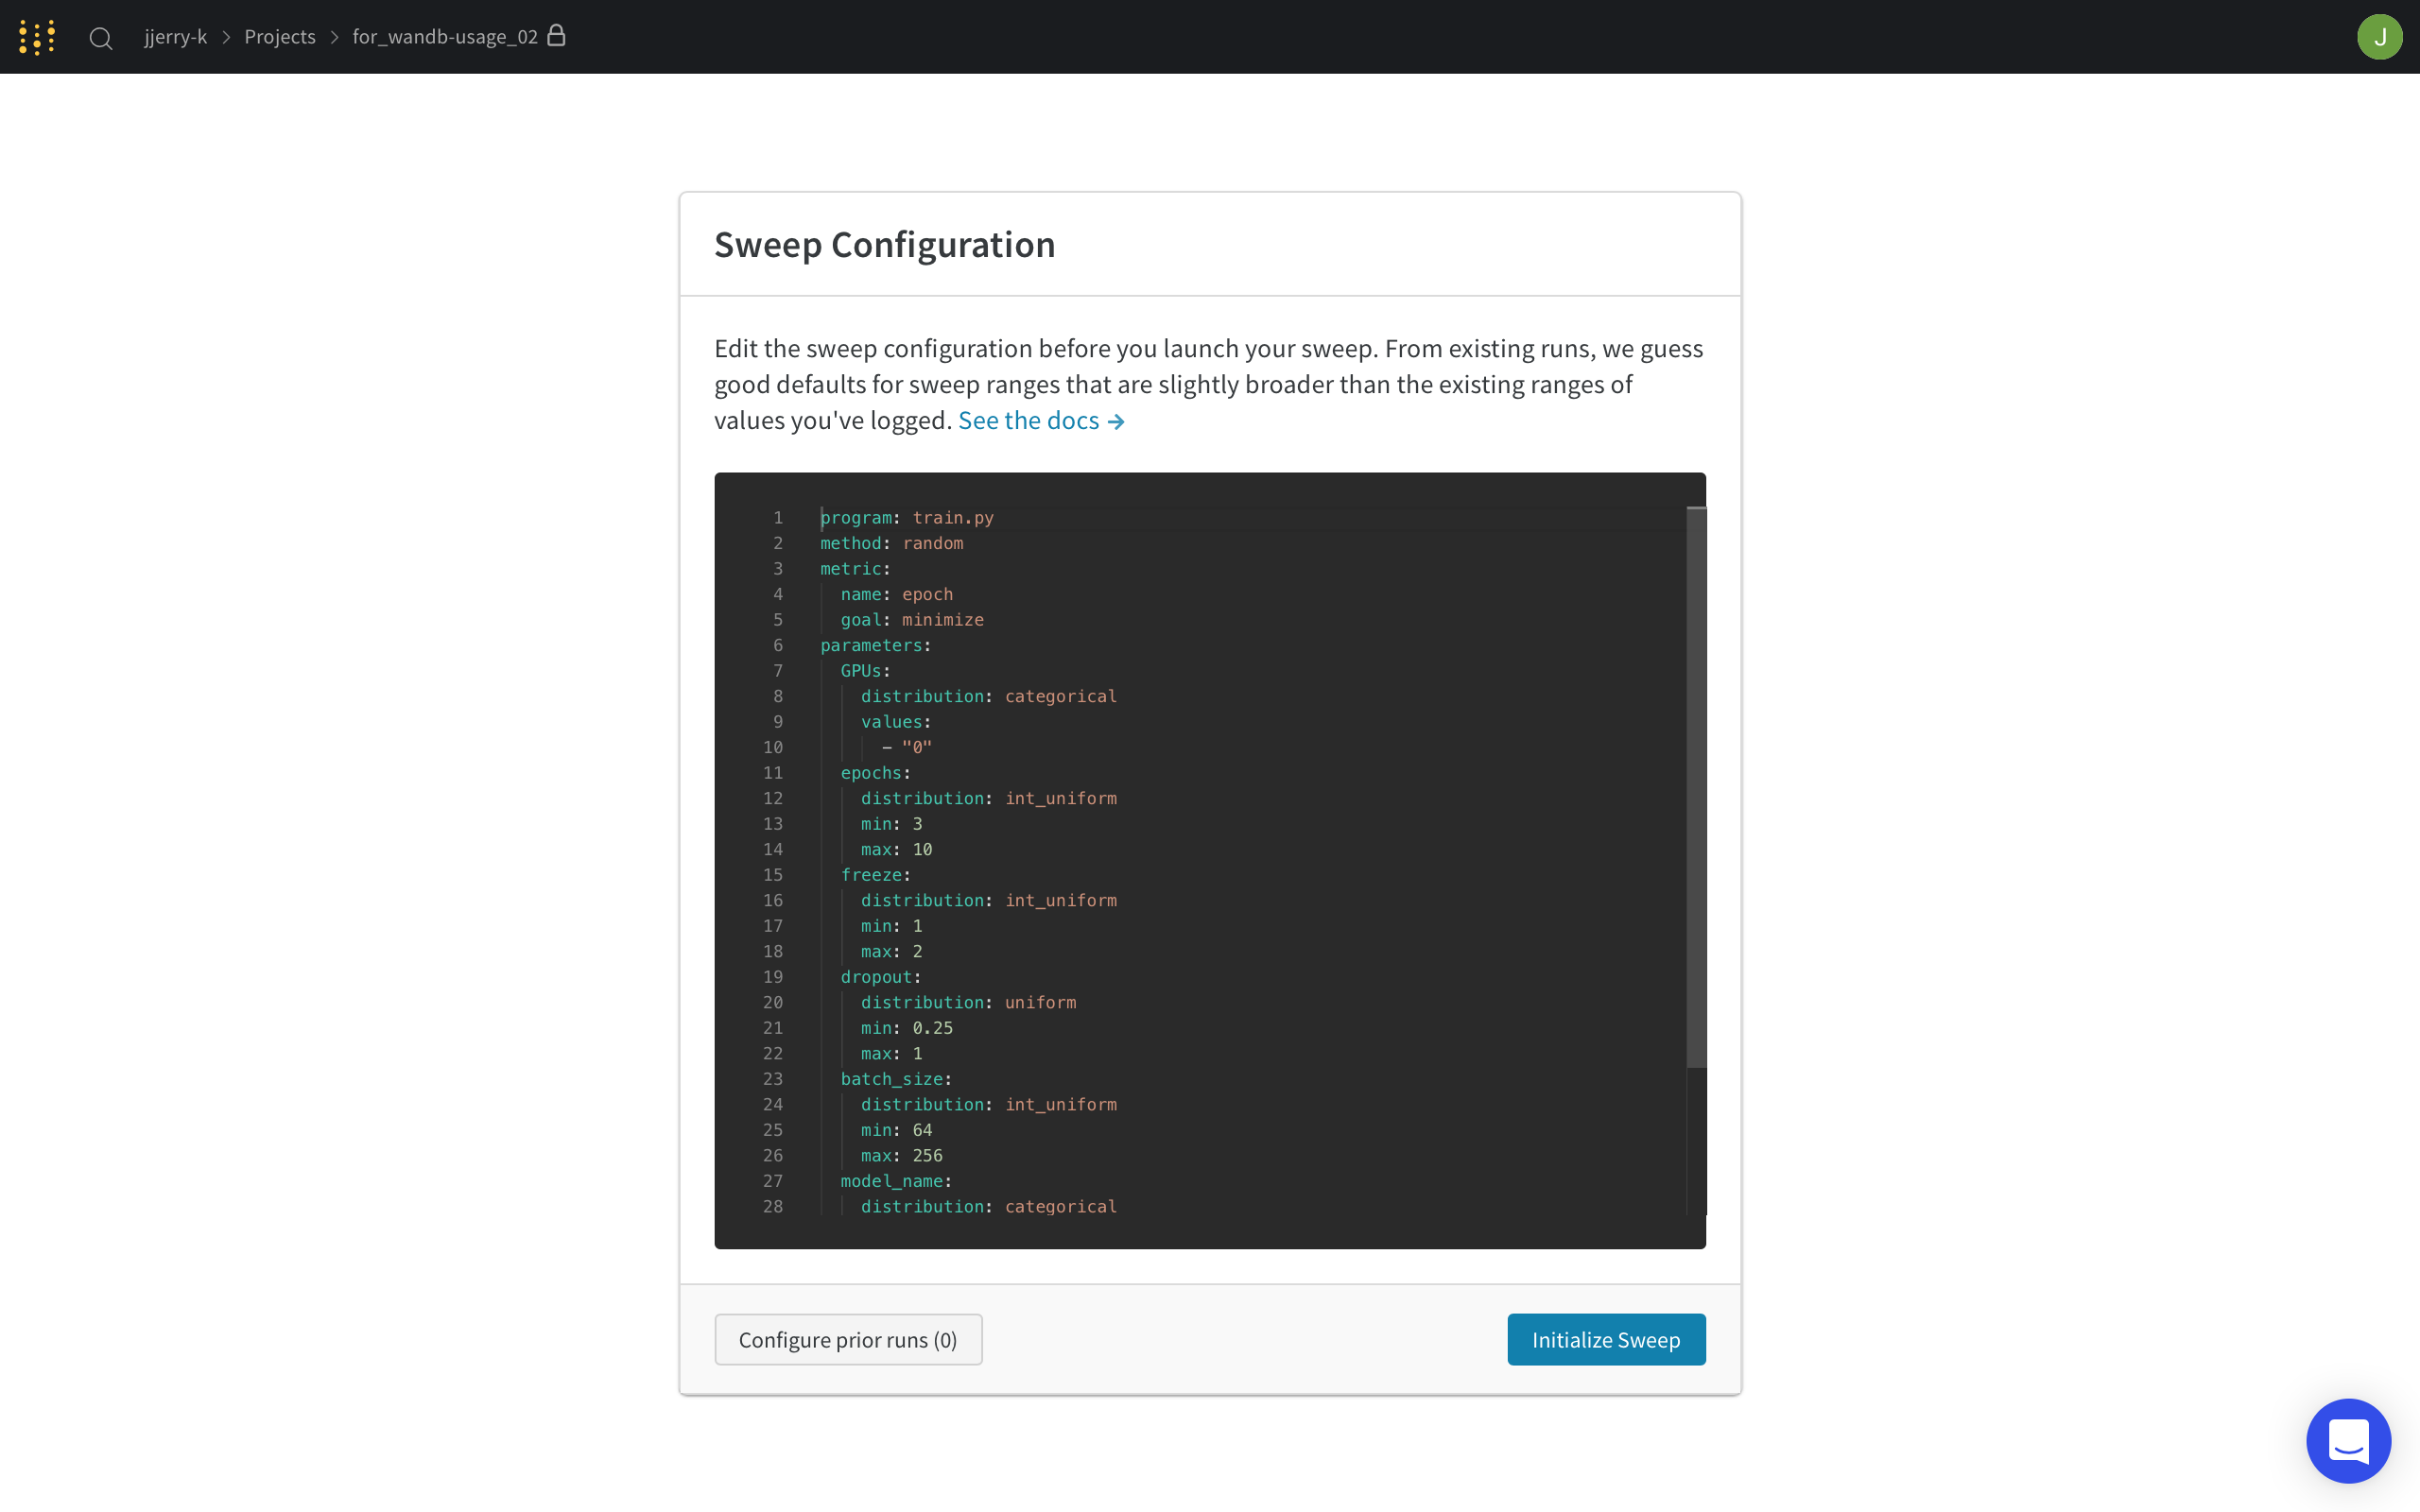 jjerry-k > Projects > for_wandb-usage_02
J
Sweep Configuration
Edit the sweep configuration before you launch your sweep. From existing runs, we guess
good defaults for sweep ranges that are slightly broader than the existing ranges of
values you've logged. See the docs →
1 program: train.py
2 method: random
3 metric:
4   name: epoch
5   goal: minimize
6 parameters:
7   GPUs:
8     distribution: categorical
9     values:
10       - "0"
11   epochs:
12     distribution: int_uniform
13     min: 3
14     max: 10
15   freeze:
16     distribution: int_uniform
17     min: 1
18     max: 2
19   dropout:
20     distribution: uniform
21     min: 0.25
22     max: 1
23   batch_size:
24     distribution: int_uniform
25     min: 64
26     max: 256
27   model_name:
28     distribution: categorical
Configure prior runs (0)
Initialize Sweep